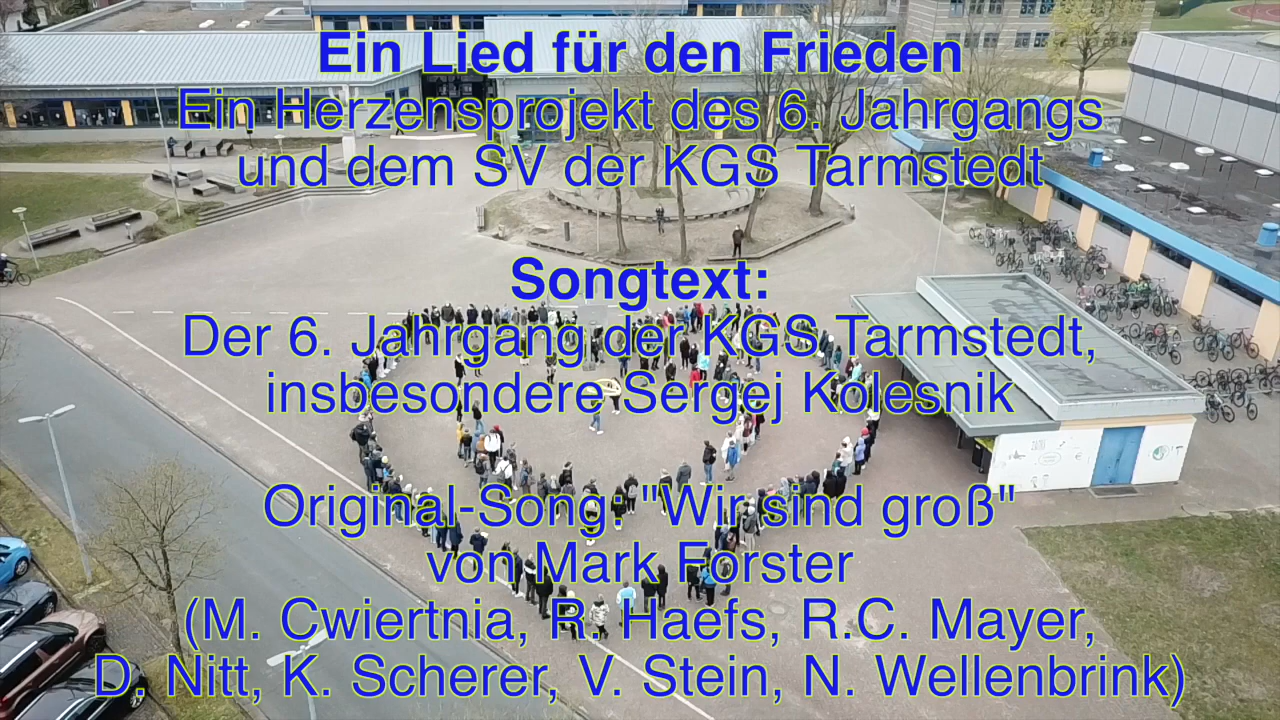 Ein Lied für den Frieden
Ein Herzensprojekt des 6. Jahrgangs
und dem SV der KGS Tarmstedt
Songtext:
Der 6. Jahrgang der KGS Tarmstedt,
insbesondere Sergej Kolesnik
Original-Song: "Wir sind groß"
von Mark Forster
(M. Cwiertnia, R. Haefs, R.C. Mayer,
D. Nitt, K. Scherer, V. Stein, N. Wellenbrink)